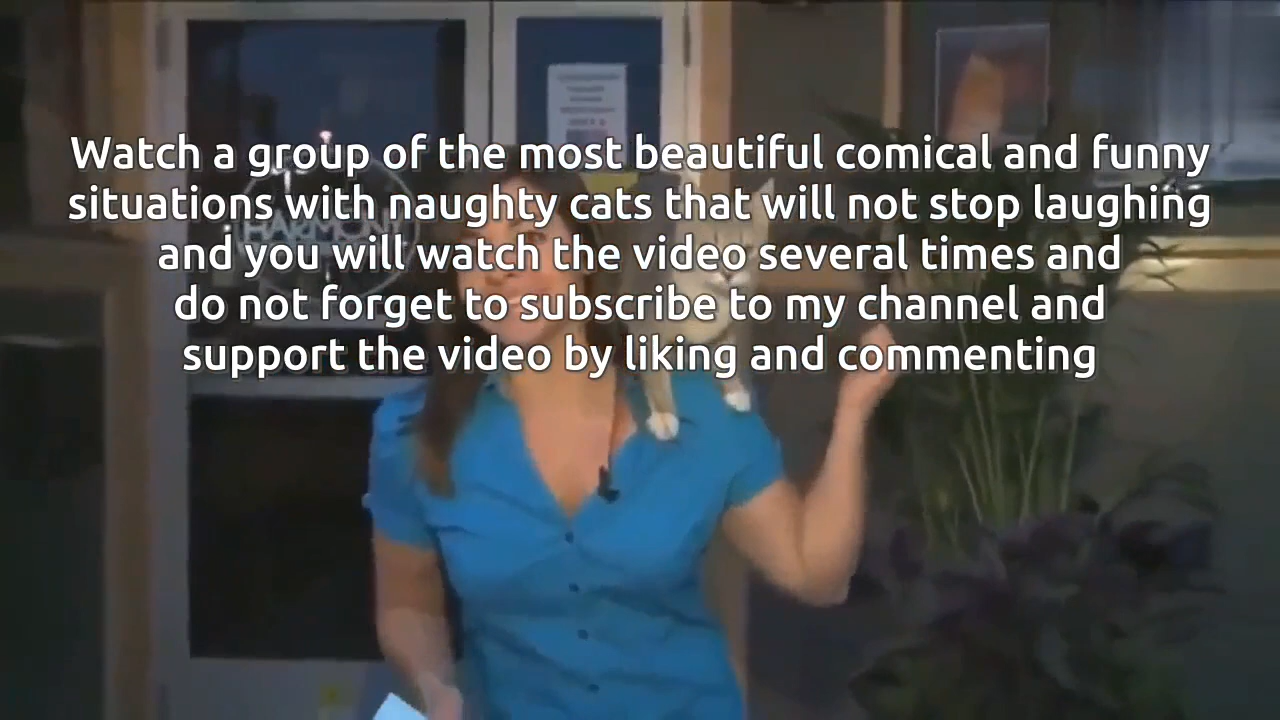 Watch a group of the most beautiful comical and funny
situations with naughty cats that will not stop laughing
and you will watch the video several times and
do not forget to subscribe to my channel and
support the video by liking and commenting
HARMONY